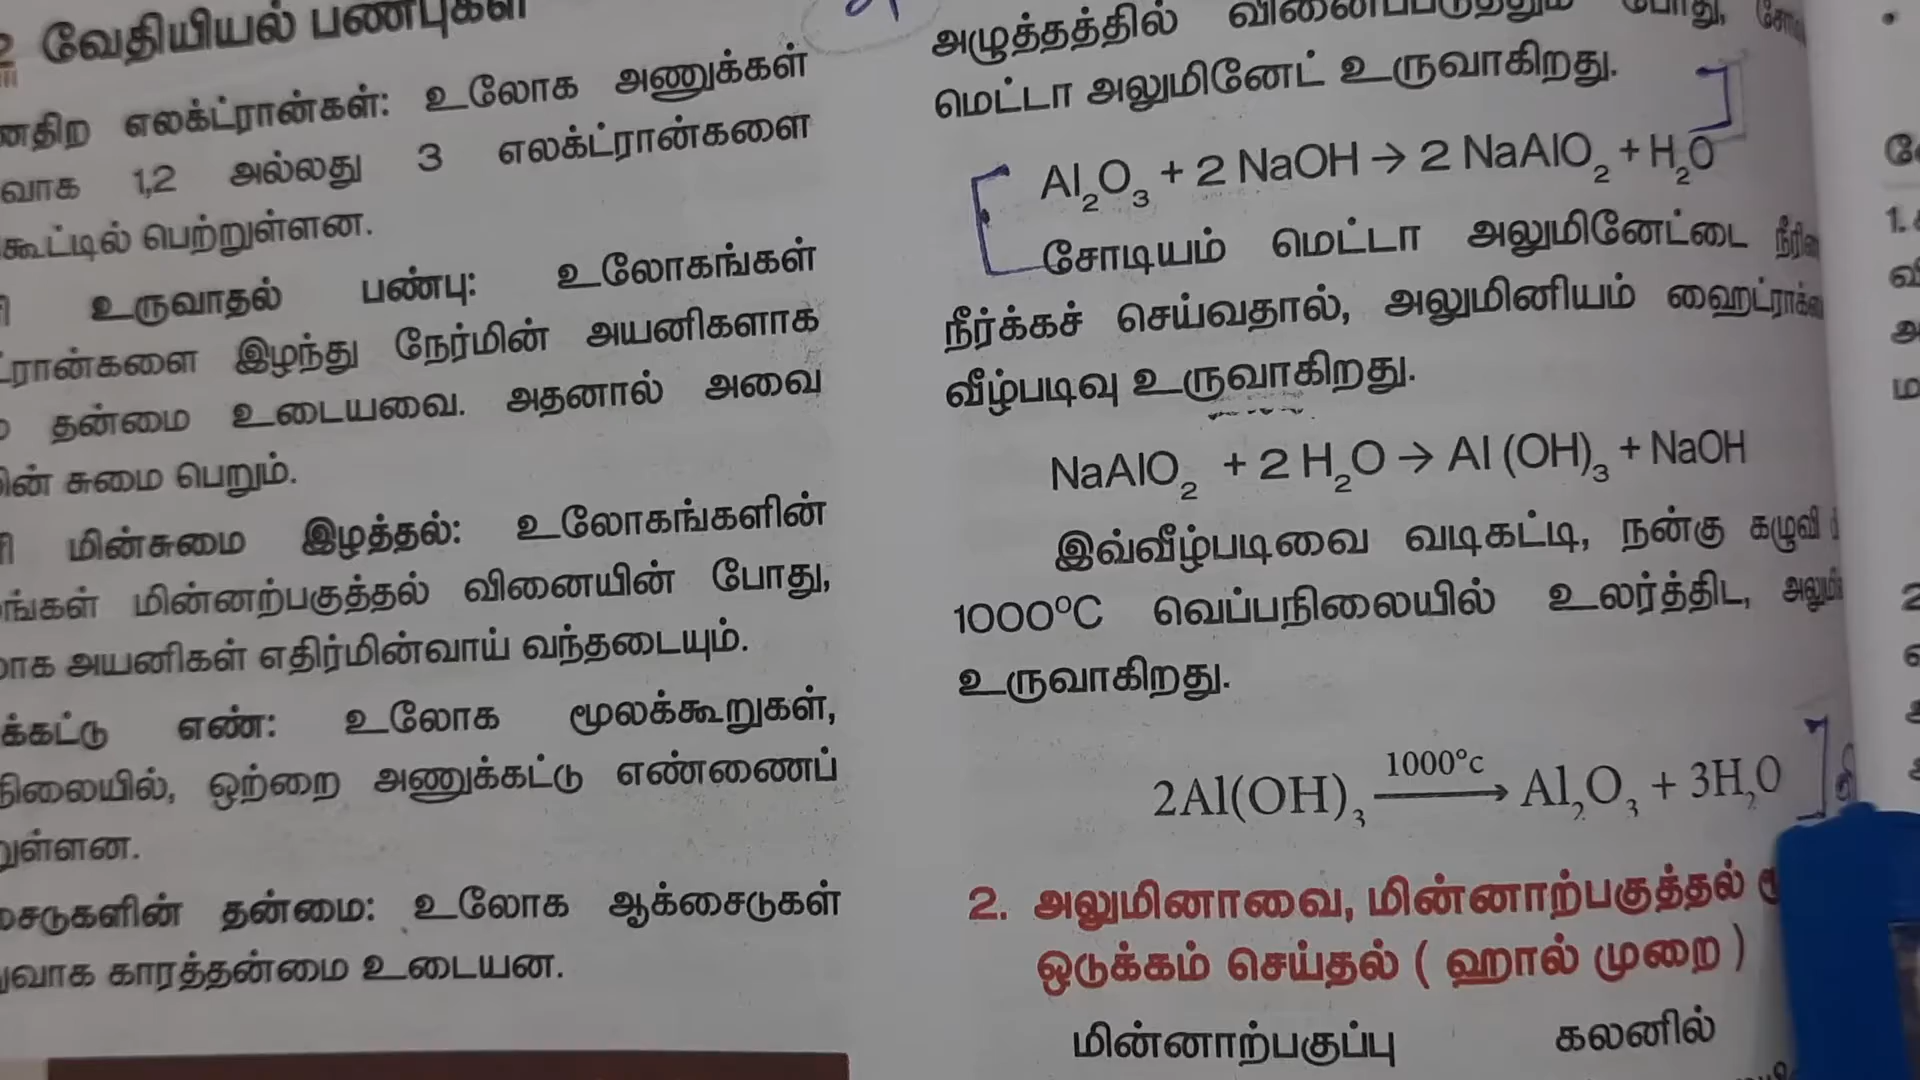 வேதியியல் பண்புகள்
எலக்ட்ரான்கள்: உலோக அணுக்கள்
1,2 அல்லது 3 எலக்ட்ரான்களை
கூட்டில் பெற்றுள்ளன.
உருவாதல் பண்பு: உலோகங்கள்
இழந்து நேர்மின் அயனிகளாக
தன்மை உடையவை. அதனால் அவை
சுமை பெறும்.
மின்சுமை இழத்தல்: உலோகங்களின்
மின்னற்பகுத்தல் வினையின் போது,
அயனிகள் எதிர்மின்வாய் வந்தடையும்.
எண்: உலோக மூலக்கூறுகள்,
ஒற்றை அணுக்கட்டு எண்ணைப்
தன்மை: உலோக ஆக்சைடுகள்
காரத்தன்மை உடையன.
அழுத்தத்தில் வினைப்படுத்தும் போது,
மெட்டா அலுமினேட் உருவாகிறது.
Al₂O₃ + 2 NaOH → 2 NaAlO₂ + H₂O
சோடியம் மெட்டா அலுமினேட்டை
நீர்க்கச் செய்வதால், அலுமினியம்
வீழ்படிவு உருவாகிறது.
NaAlO₂ + 2 H₂O → Al (OH)₃ + NaOH
இவ்வீழ்படிவை வடிகட்டி, நன்கு கழுவி
1000°C வெப்பநிலையில் உலர்த்திட,
உருவாகிறது.
2Al(OH)₃ 1000°c → Al₂O₃ + 3H₂O
2. அலுமினாவை, மின்னாற்பகுத்தல்
ஒடுக்கம் செய்தல் ( ஹால் முறை )
மின்னாற்பகுப்பு கலனில்